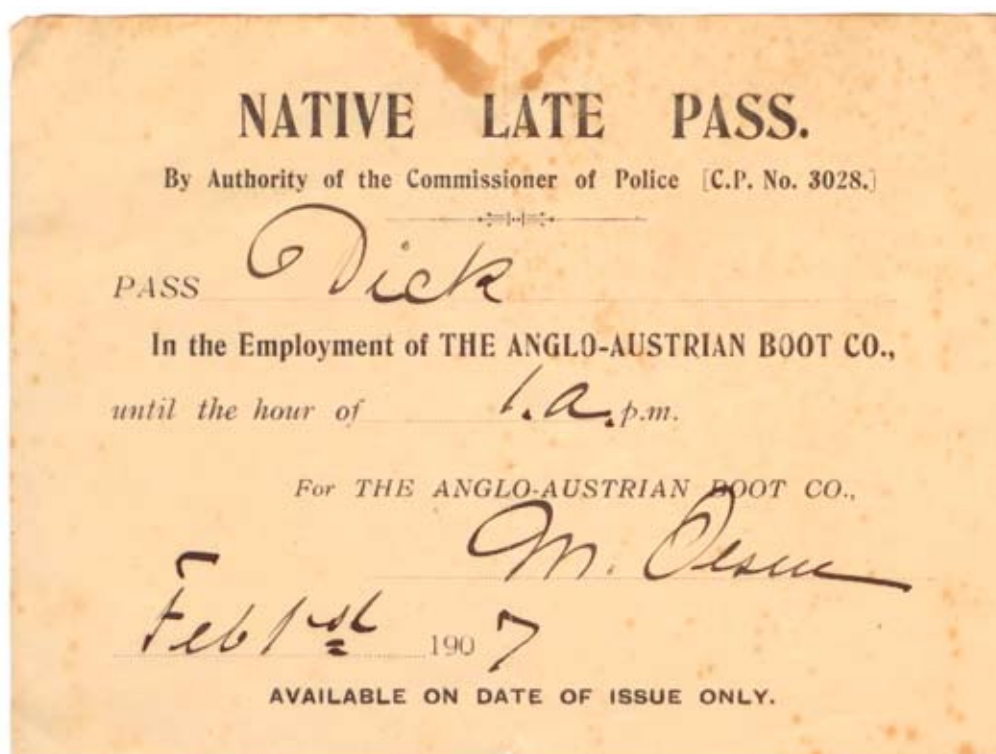 NATIVE LATE PASS.
By Authority of the Commissioner of Police [C.P. No. 3028.]
PASS Dick
In the Employment of THE ANGLO-AUSTRIAN BOOT CO.,
until the hour of 1.a. p.m.
For THE ANGLO-AUSTRIAN BOOT CO.,
M.
Feb 1st 1907
AVAILABLE ON DATE OF ISSUE ONLY.